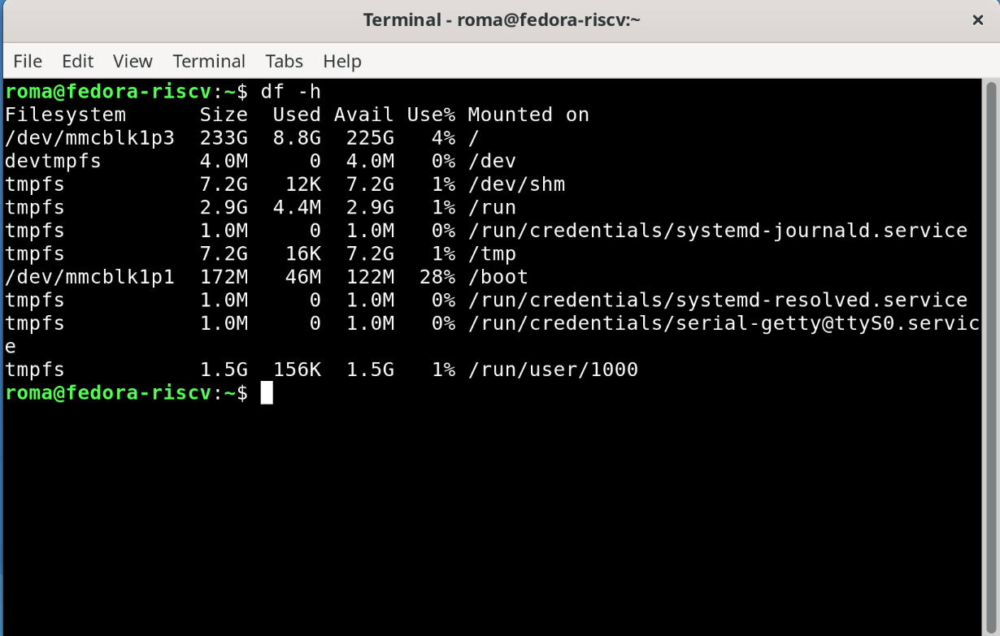 Terminal - roma@fedora-riscv:~ ×
File Edit View Terminal Tabs Help
roma@fedora-riscv:~$ df -h
Filesystem      Size  Used Avail Use% Mounted on
/dev/mmcblk1p3  233G  8.8G  225G   4% /
devtmpfs        4.0M     0  4.0M   0% /dev
tmpfs           7.2G   12K  7.2G   1% /dev/shm
tmpfs           2.9G  4.4M  2.9G   1% /run
tmpfs           1.0M     0  1.0M   0% /run/credentials/systemd-journald.service
tmpfs           7.2G   16K  7.2G   1% /tmp
/dev/mmcblk1p1  172M   46M  122M  28% /boot
tmpfs           1.0M     0  1.0M   0% /run/credentials/systemd-resolved.service
tmpfs           1.0M     0  1.0M   0% /run/credentials/serial-getty@ttyS0.servic
e
tmpfs           1.5G  156K  1.5G   1% /run/user/1000
roma@fedora-riscv:~$